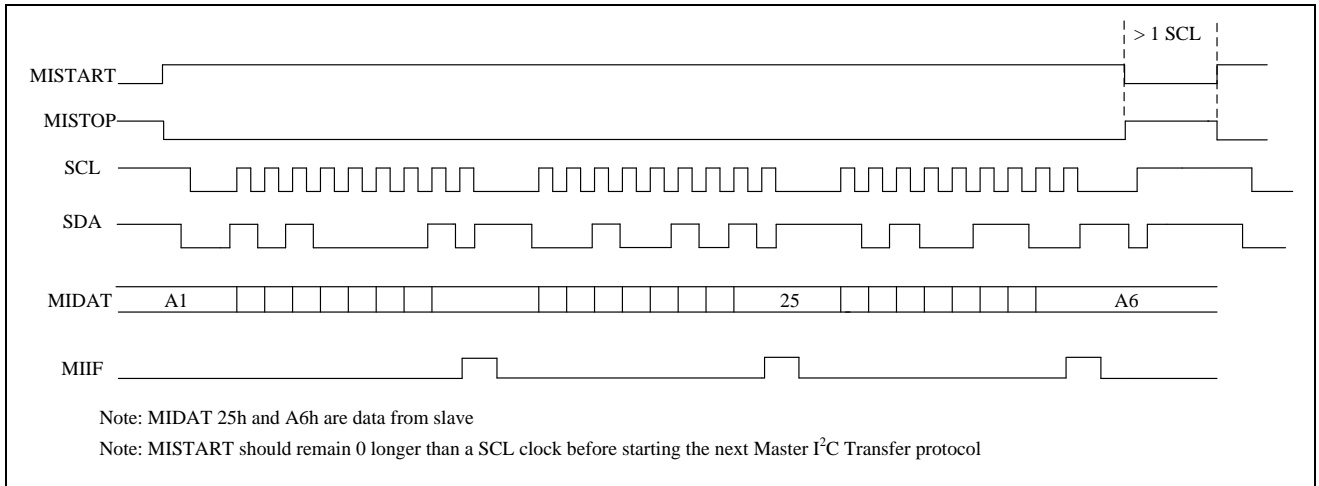 > 1 SCL
MISTART
MISTOP
SCL
SDA
MIDAT A1 25 A6
MIIF
Note: MIDAT 25h and A6h are data from slave
Note: MISTART should remain 0 longer than a SCL clock before starting the next Master I²C Transfer protocol